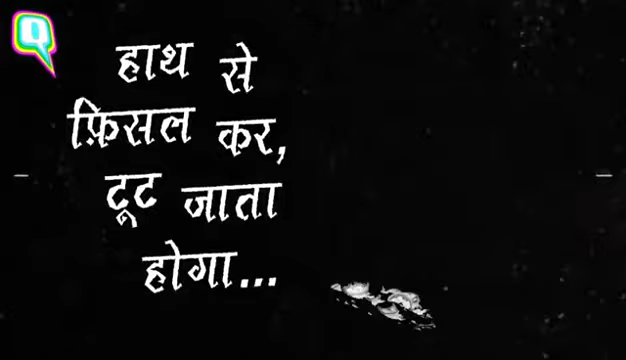 Q
हाथ से
फ़िसल कर,
टूट जाता
होगा...